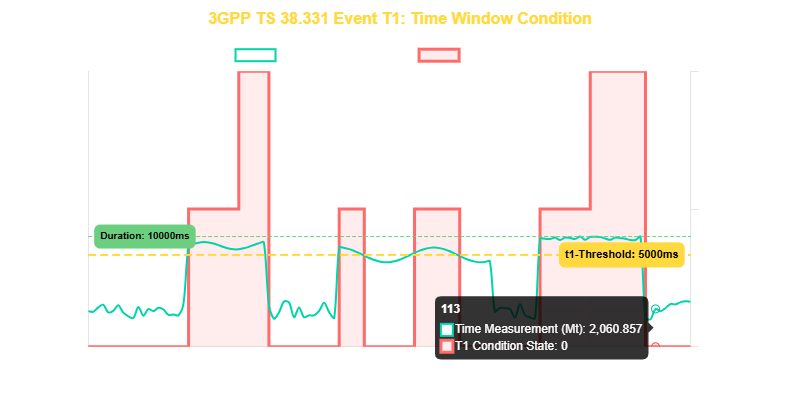 3GPP TS 38.331 Event T1: Time Window Condition
Duration: 10000ms
t1-Threshold: 5000ms
113
Time Measurement (Mt): 2,060.857
T1 Condition State: 0